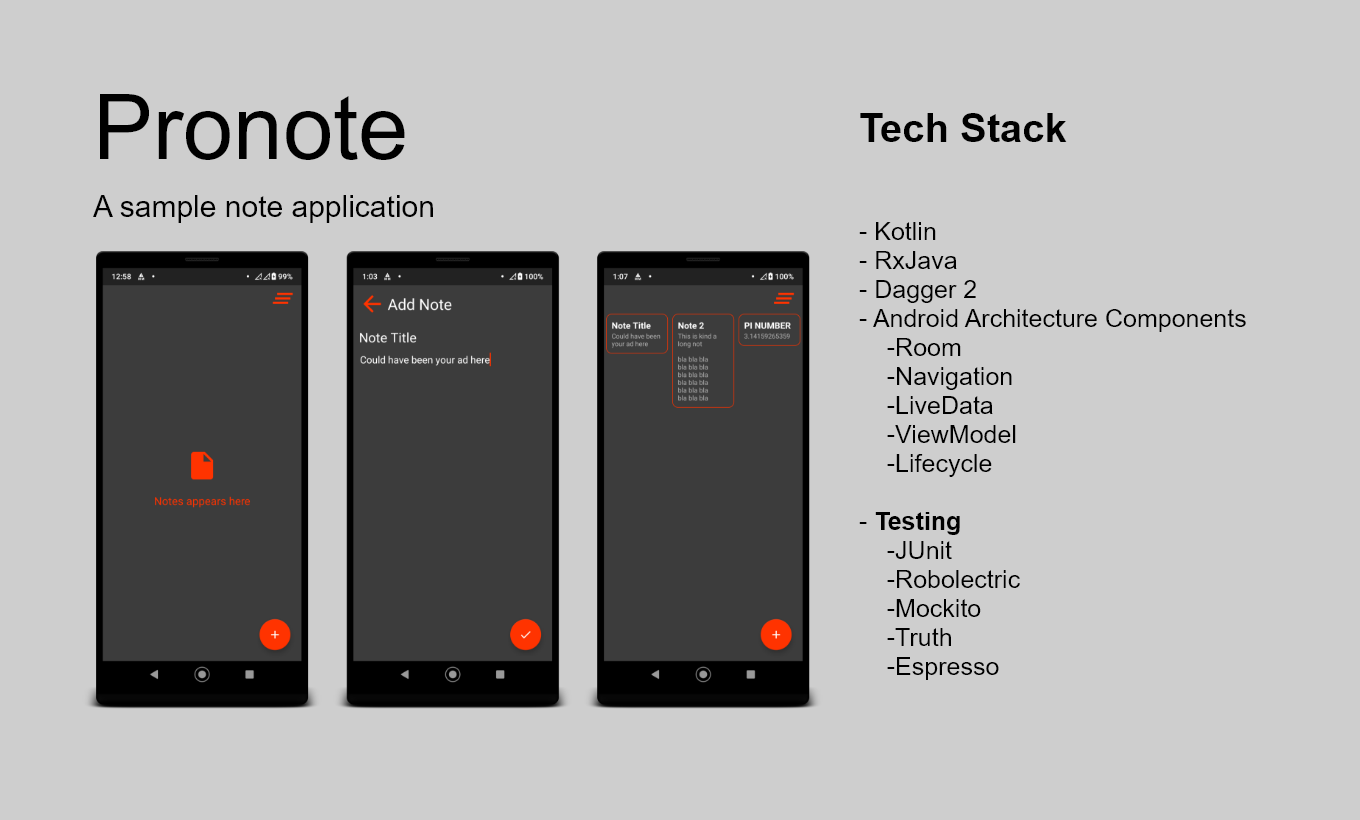 Pronote
A sample note application
12:58
99%
Notes appears here
+
1:03
100%
Add Note
Note Title
Could have been your ad here
1:07
100%
Note Title
Could have been
your ad here
Note 2
This is kind a
long not
bla bla bla
bla bla bla
bla bla bla
bla bla bla
bla bla bla
bla bla bla
PI NUMBER
3.14159265359
+
Tech Stack
- Kotlin
- RxJava
- Dagger 2
- Android Architecture Components
-Room
-Navigation
-LiveData
-ViewModel
-Lifecycle
- Testing
-JUnit
-Robolectric
-Mockito
-Truth
-Espresso